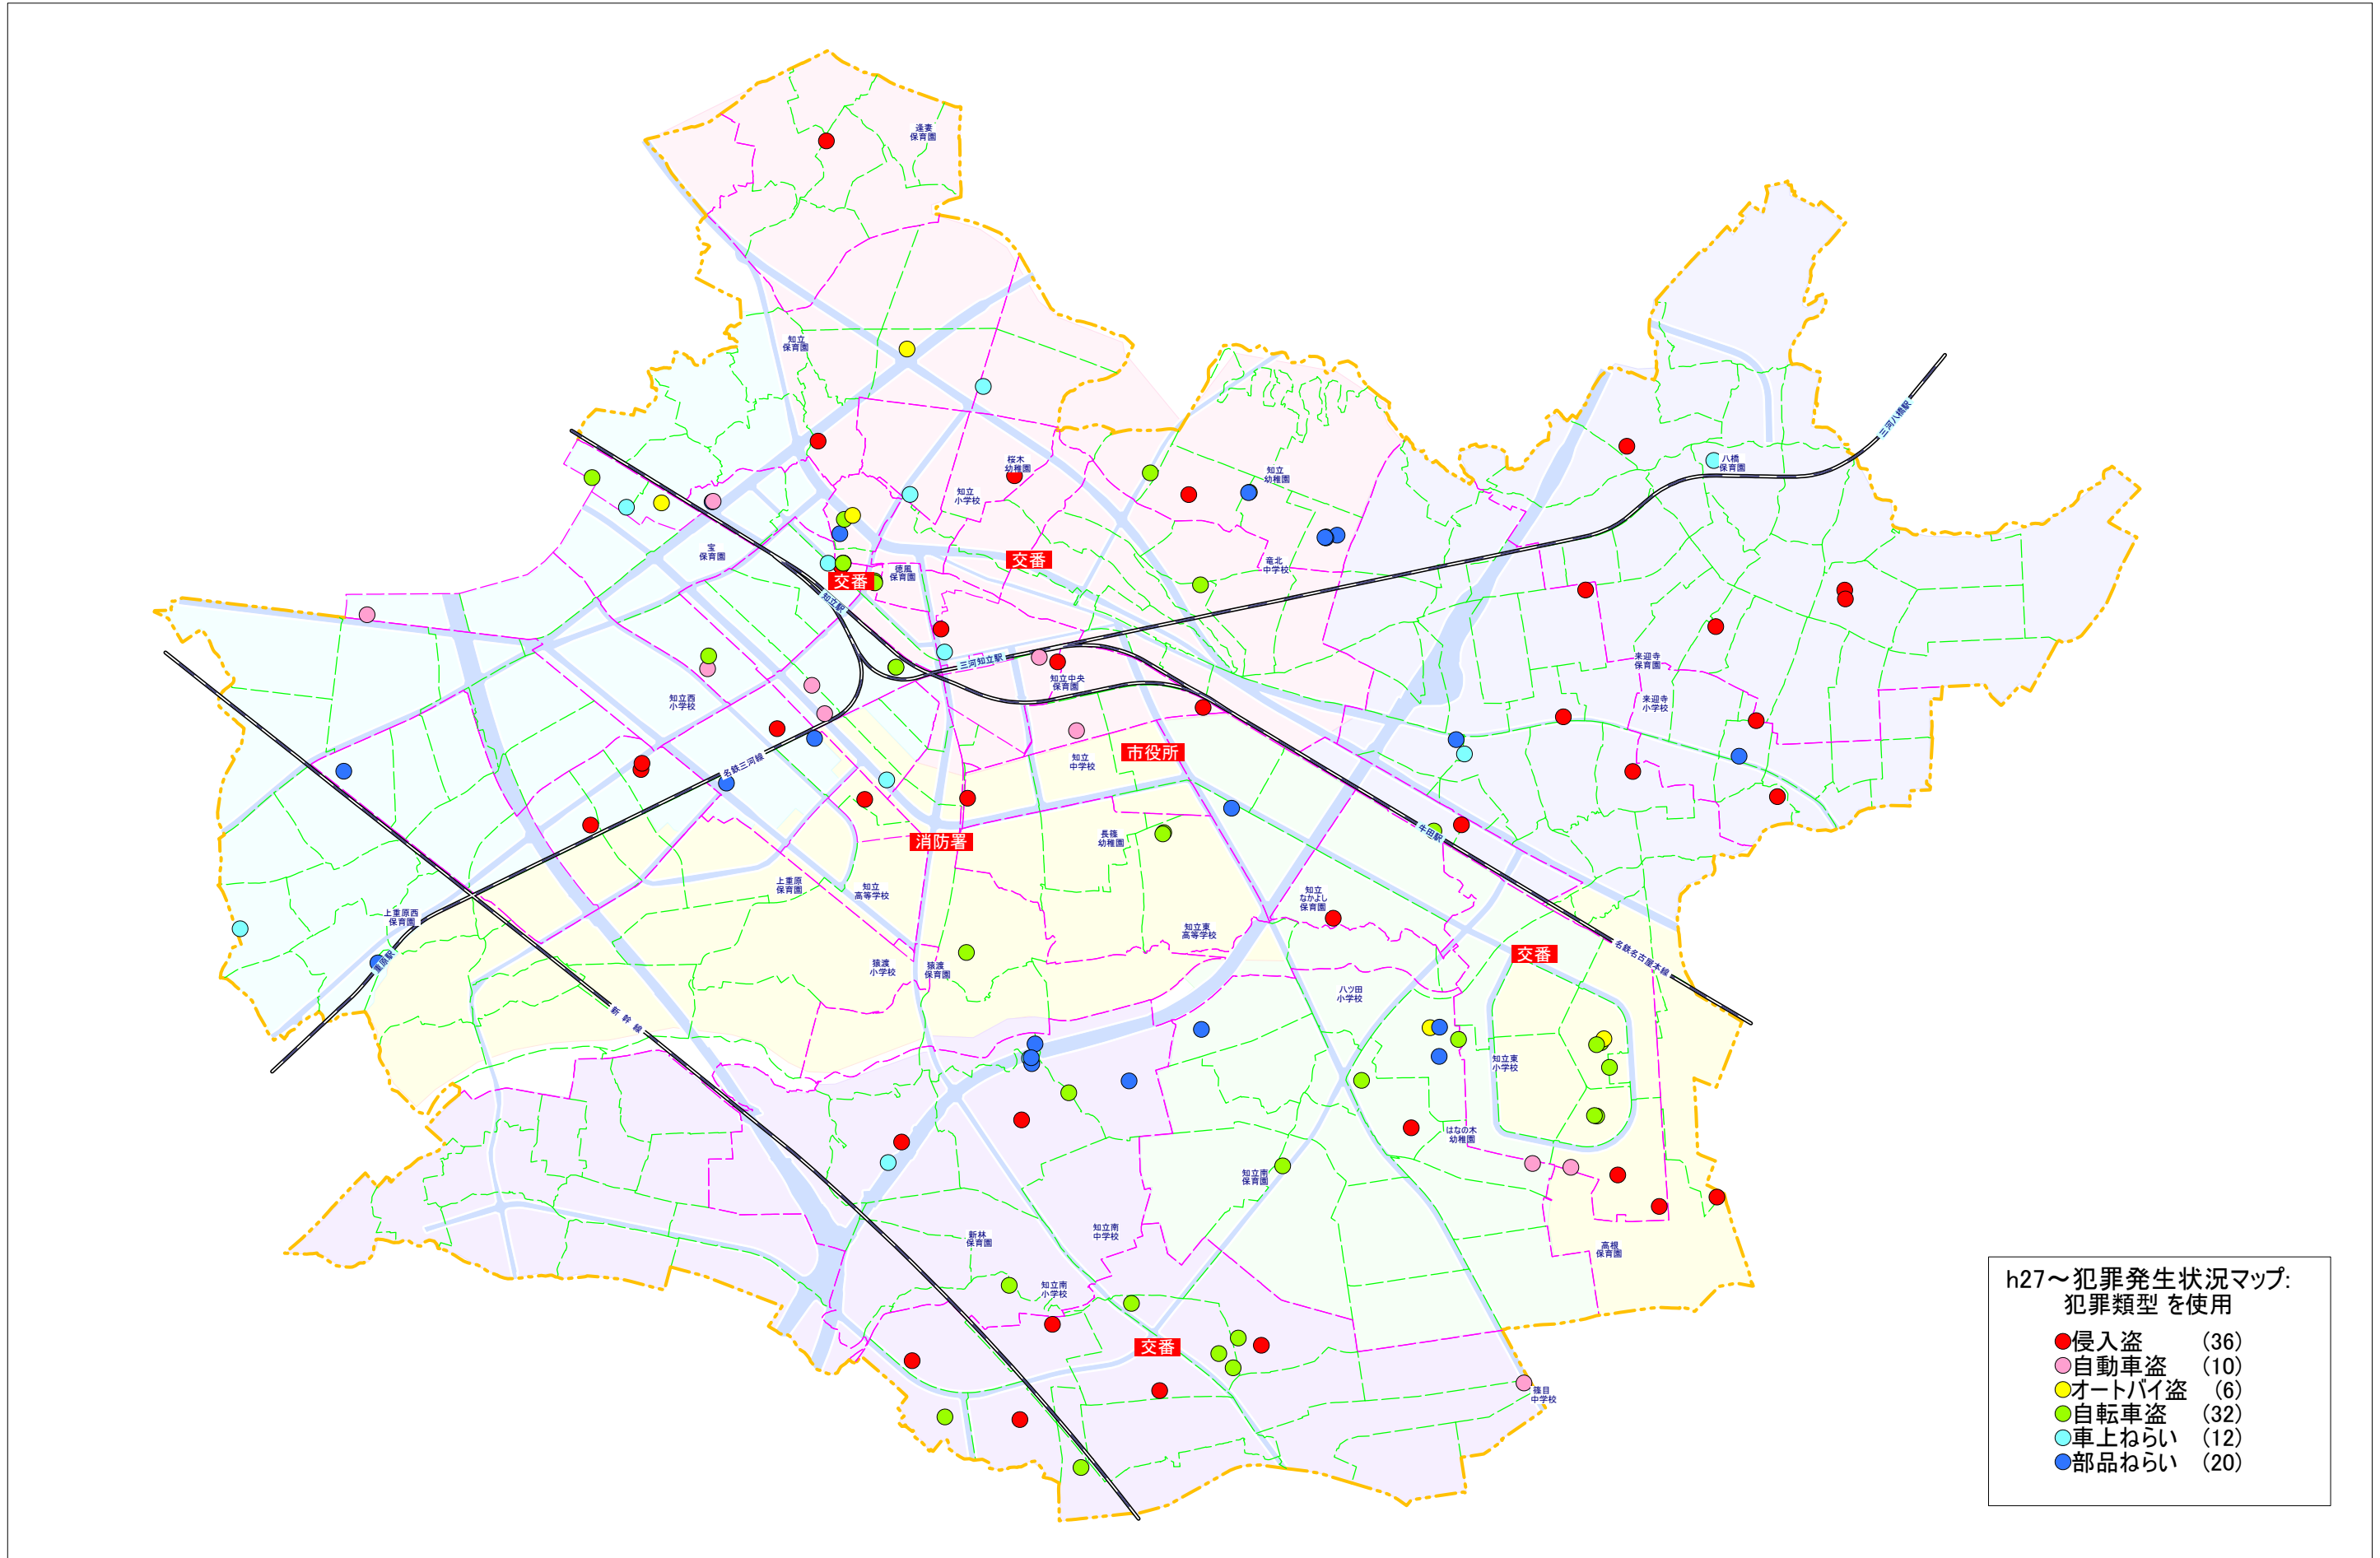 逢妻
保育園
知立
保育園
桜木
幼稚園
知立
小学校
知立
幼稚園
八橋
保育園
三河八橋駅
宝
保育園
交番
徳風
保育園
竜北
中学校
交番
知立駅
三河知立駅
知立中央
保育園
来迎寺
保育園
来迎寺
小学校
知立西
小学校
名鉄三河線
知立
中学校
市役所
消防署
長篠
幼稚園
牛田駅
上重原
保育園
知立
高等学校
知立
なかよし
保育園
上重原西
保育園
重原駅
知立東
高等学校
交番
名鉄名古屋本線
猿渡
小学校
猿渡
保育園
八ツ田
小学校
新幹線
知立東
小学校
はなの木
幼稚園
知立南
保育園
知立南
中学校
新林
保育園
高根
保育園
知立南
小学校
交番
篠目
中学校
h27～犯罪発生状況マップ:
犯罪類型 を使用
侵入盗 (36)
自動車盗 (10)
オートバイ盗 (6)
自転車盗 (32)
車上ねらい (12)
部品ねらい (20)